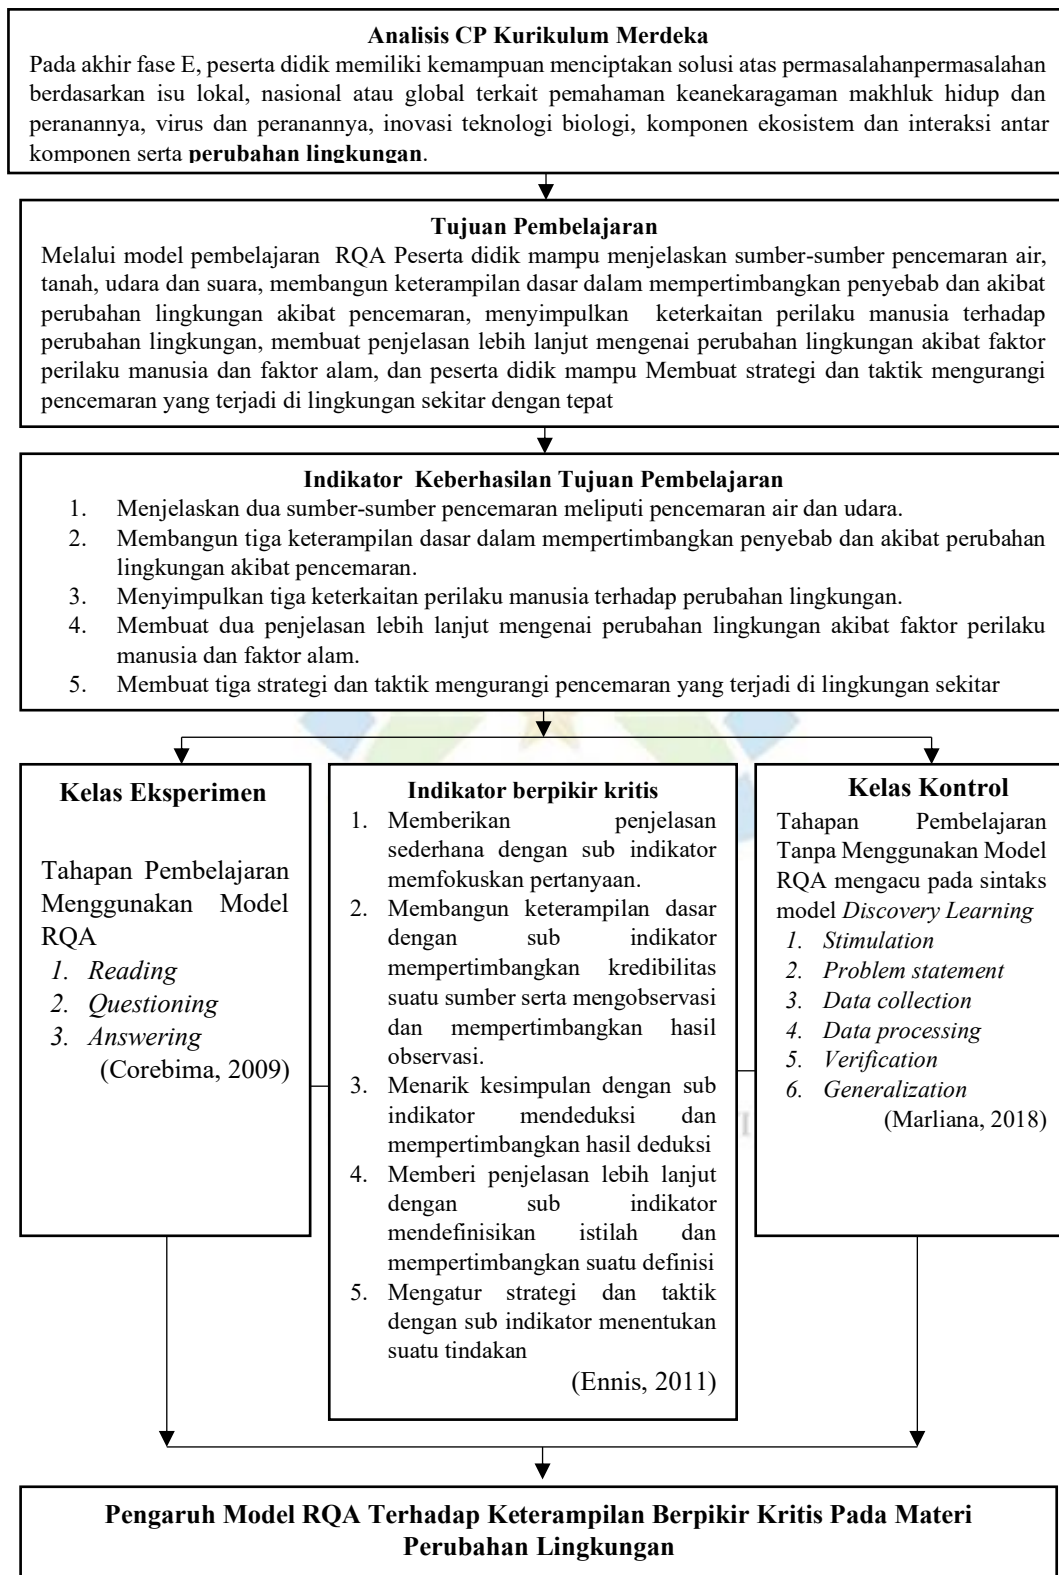 Analisis CP Kurikulum Merdeka
Pada akhir fase E, peserta didik memiliki kemampuan menciptakan solusi atas permasalahanpermasalahan
berdasarkan isu lokal, nasional atau global terkait pemahaman keanekaragaman makhluk hidup dan
peranannya, virus dan peranannya, inovasi teknologi biologi, komponen ekosistem dan interaksi antar
komponen serta perubahan lingkungan.
Tujuan Pembelajaran
Melalui model pembelajaran RQA Peserta didik mampu menjelaskan sumber-sumber pencemaran air,
tanah, udara dan suara, membangun keterampilan dasar dalam mempertimbangkan penyebab dan akibat
perubahan lingkungan akibat pencemaran, menyimpulkan keterkaitan perilaku manusia terhadap
perubahan lingkungan, membuat penjelasan lebih lanjut mengenai perubahan lingkungan akibat faktor
perilaku manusia dan faktor alam, dan peserta didik mampu Membuat strategi dan taktik mengurangi
pencemaran yang terjadi di lingkungan sekitar dengan tepat
Indikator Keberhasilan Tujuan Pembelajaran
1. Menjelaskan dua sumber-sumber pencemaran meliputi pencemaran air dan udara.
2. Membangun tiga keterampilan dasar dalam mempertimbangkan penyebab dan akibat perubahan
lingkungan akibat pencemaran.
3. Menyimpulkan tiga keterkaitan perilaku manusia terhadap perubahan lingkungan.
4. Membuat dua penjelasan lebih lanjut mengenai perubahan lingkungan akibat faktor perilaku
manusia dan faktor alam.
5. Membuat tiga strategi dan taktik mengurangi pencemaran yang terjadi di lingkungan sekitar
Kelas Eksperimen
Tahapan Pembelajaran
Menggunakan Model
RQA
1. Reading
2. Questioning
3. Answering
(Corebima, 2009)
Indikator berpikir kritis
1. Memberikan penjelasan
sederhana dengan sub indikator
memfokuskan pertanyaan.
2. Membangun keterampilan dasar
dengan sub indikator
mempertimbangkan kredibilitas
suatu sumber serta mengobservasi
dan mempertimbangkan hasil
observasi.
3. Menarik kesimpulan dengan sub
indikator mendeduksi dan
mempertimbangkan hasil deduksi
4. Memberi penjelasan lebih lanjut
dengan sub indikator
mendefinisikan istilah dan
mempertimbangkan suatu definisi
5. Mengatur strategi dan taktik
dengan sub indikator menentukan
suatu tindakan
(Ennis, 2011)
Kelas Kontrol
Tahapan Pembelajaran
Tanpa Menggunakan Model
RQA mengacu pada sintaks
model Discovery Learning
1. Stimulation
2. Problem statement
3. Data collection
4. Data processing
5. Verification
6. Generalization
(Marliana, 2018)
Pengaruh Model RQA Terhadap Keterampilan Berpikir Kritis Pada Materi
Perubahan Lingkungan